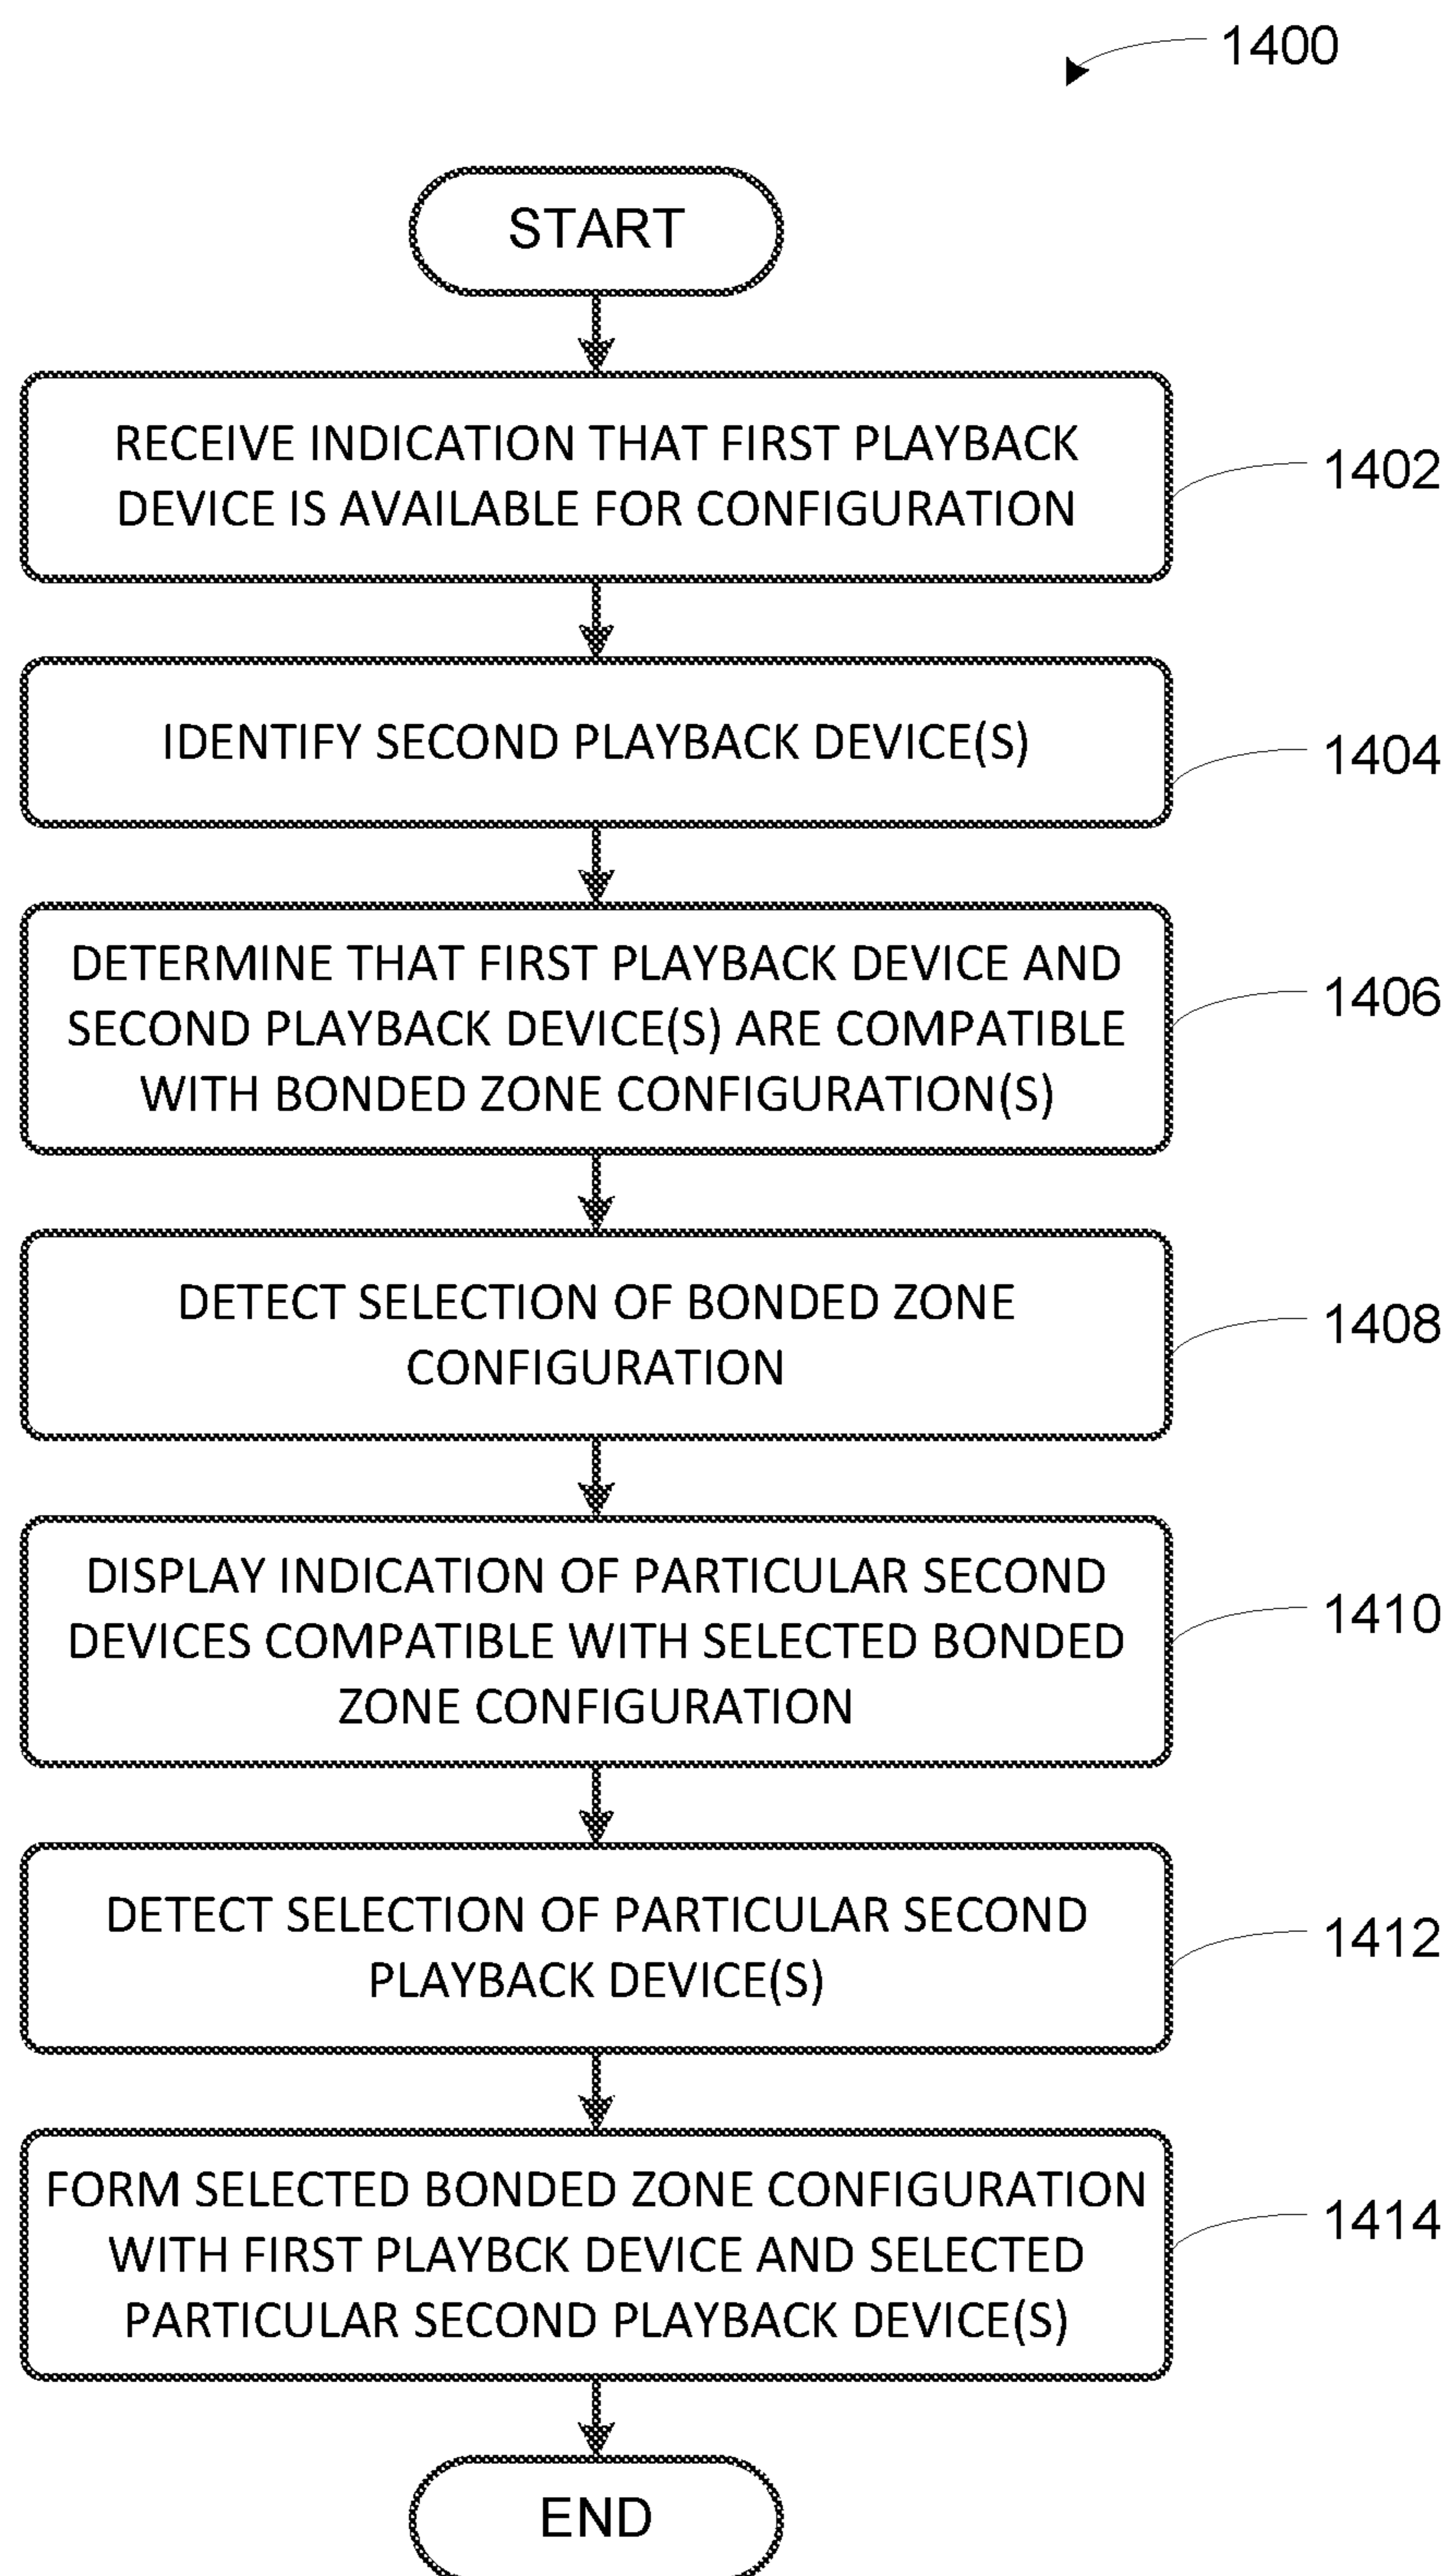 1400
START
RECEIVE INDICATION THAT FIRST PLAYBACK
DEVICE IS AVAILABLE FOR CONFIGURATION
1402
IDENTIFY SECOND PLAYBACK DEVICE(S)
1404
DETERMINE THAT FIRST PLAYBACK DEVICE AND
SECOND PLAYBACK DEVICE(S) ARE COMPATIBLE
WITH BONDED ZONE CONFIGURATION(S)
1406
DETECT SELECTION OF BONDED ZONE
CONFIGURATION
1408
DISPLAY INDICATION OF PARTICULAR SECOND
DEVICES COMPATIBLE WITH SELECTED BONDED
ZONE CONFIGURATION
1410
DETECT SELECTION OF PARTICULAR SECOND
PLAYBACK DEVICE(S)
1412
FORM SELECTED BONDED ZONE CONFIGURATION
WITH FIRST PLAYBCK DEVICE AND SELECTED
PARTICULAR SECOND PLAYBACK DEVICE(S)
1414
END